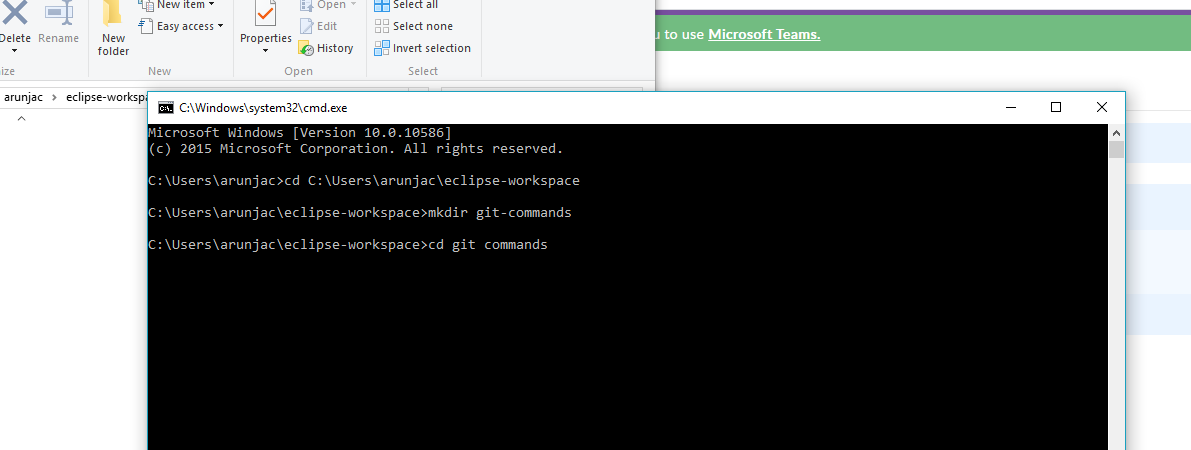 New item
Open
Select all
Delete
Rename
New
folder
Easy access
Properties
Edit
History
Select none
Invert selection
New
Open
Select
to use Microsoft Teams.
arunjac > eclipse-workspa
C:\Windows\system32\cmd.exe
Microsoft Windows [Version 10.0.10586]
(c) 2015 Microsoft Corporation. All rights reserved.
C:\Users\arunjac>cd C:\Users\arunjac\eclipse-workspace
C:\Users\arunjac\eclipse-workspace>mkdir git-commands
C:\Users\arunjac\eclipse-workspace>cd git commands